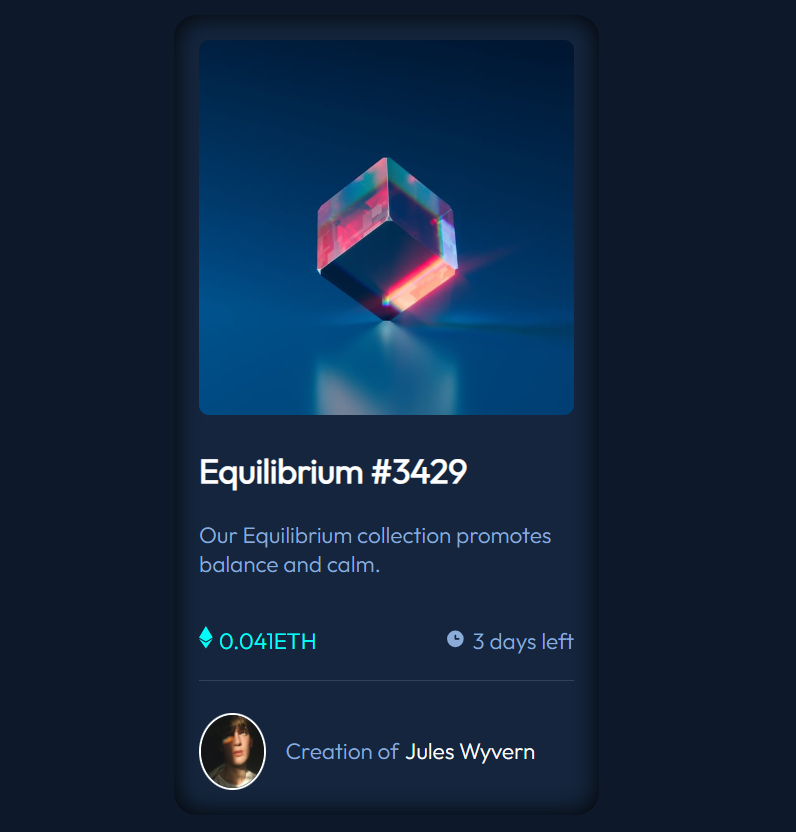 Equilibrium #3429
Our Equilibrium collection promotes
balance and calm.
0.041ETH
3 days left
Creation of Jules Wyvern